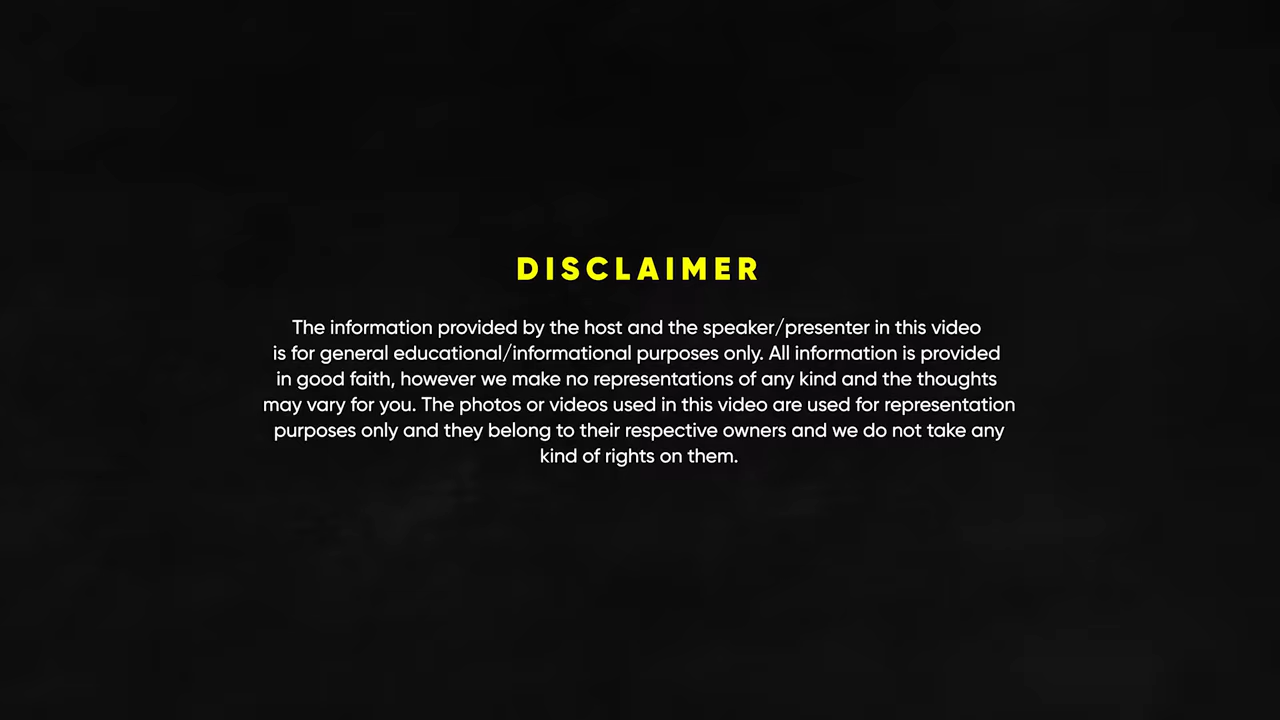 DISCLAIMER
The information provided by the host and the speaker/presenter in this video
is for general educational/informational purposes only. All information is provided
in good faith, however we make no representations of any kind and the thoughts
may vary for you. The photos or videos used in this video are used for representation
purposes only and they belong to their respective owners and we do not take any
kind of rights on them.